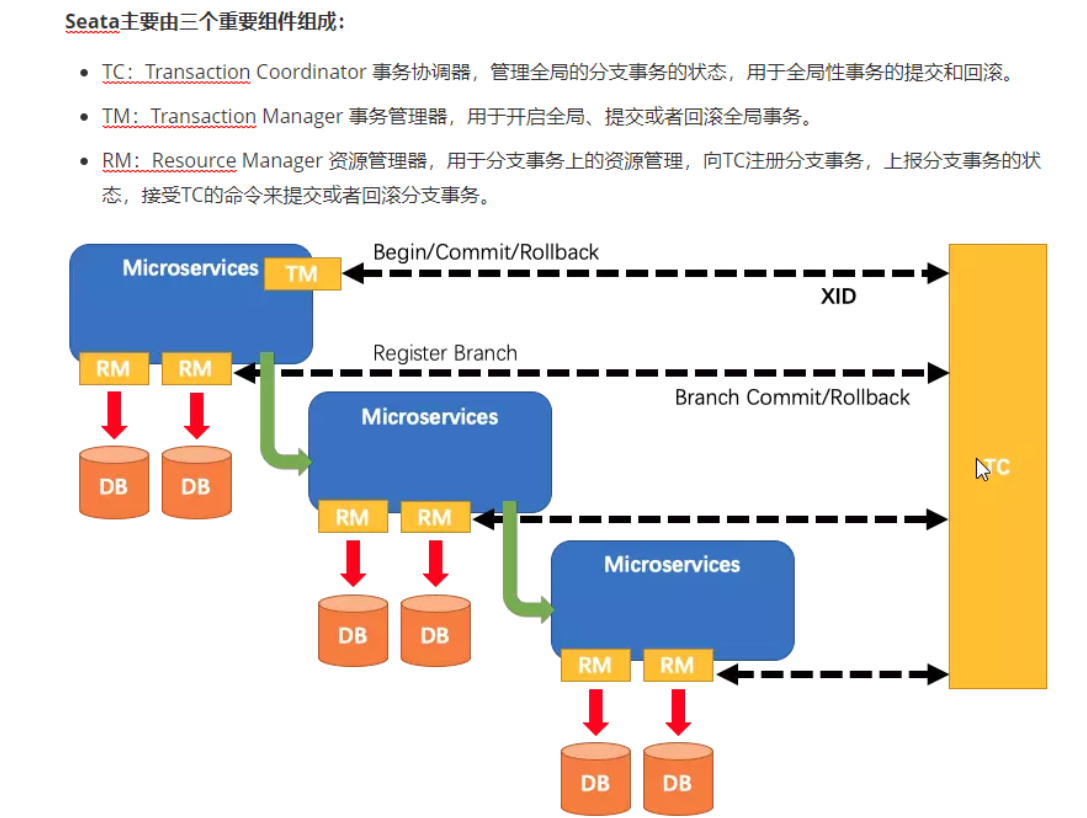 Seata主要由三个重要组件组成：
TC：Transaction Coordinator 事务协调器，管理全局的分支事务的状态，用于全局性事务的提交和回滚。
TM：Transaction Manager 事务管理器，用于开启全局、提交或者回滚全局事务。
RM：Resource Manager 资源管理器，用于分支事务上的资源管理，向TC注册分支事务，上报分支事务的状
态，接受TC的命令来提交或者回滚分支事务。
Begin/Commit/Rollback
Microservices
TM
XID
Register Branch
RM
RM
Branch Commit/Rollback
Microservices
TC
DB
DB
RM
RM
Microservices
DB
DB
RM
RM
DB
DB